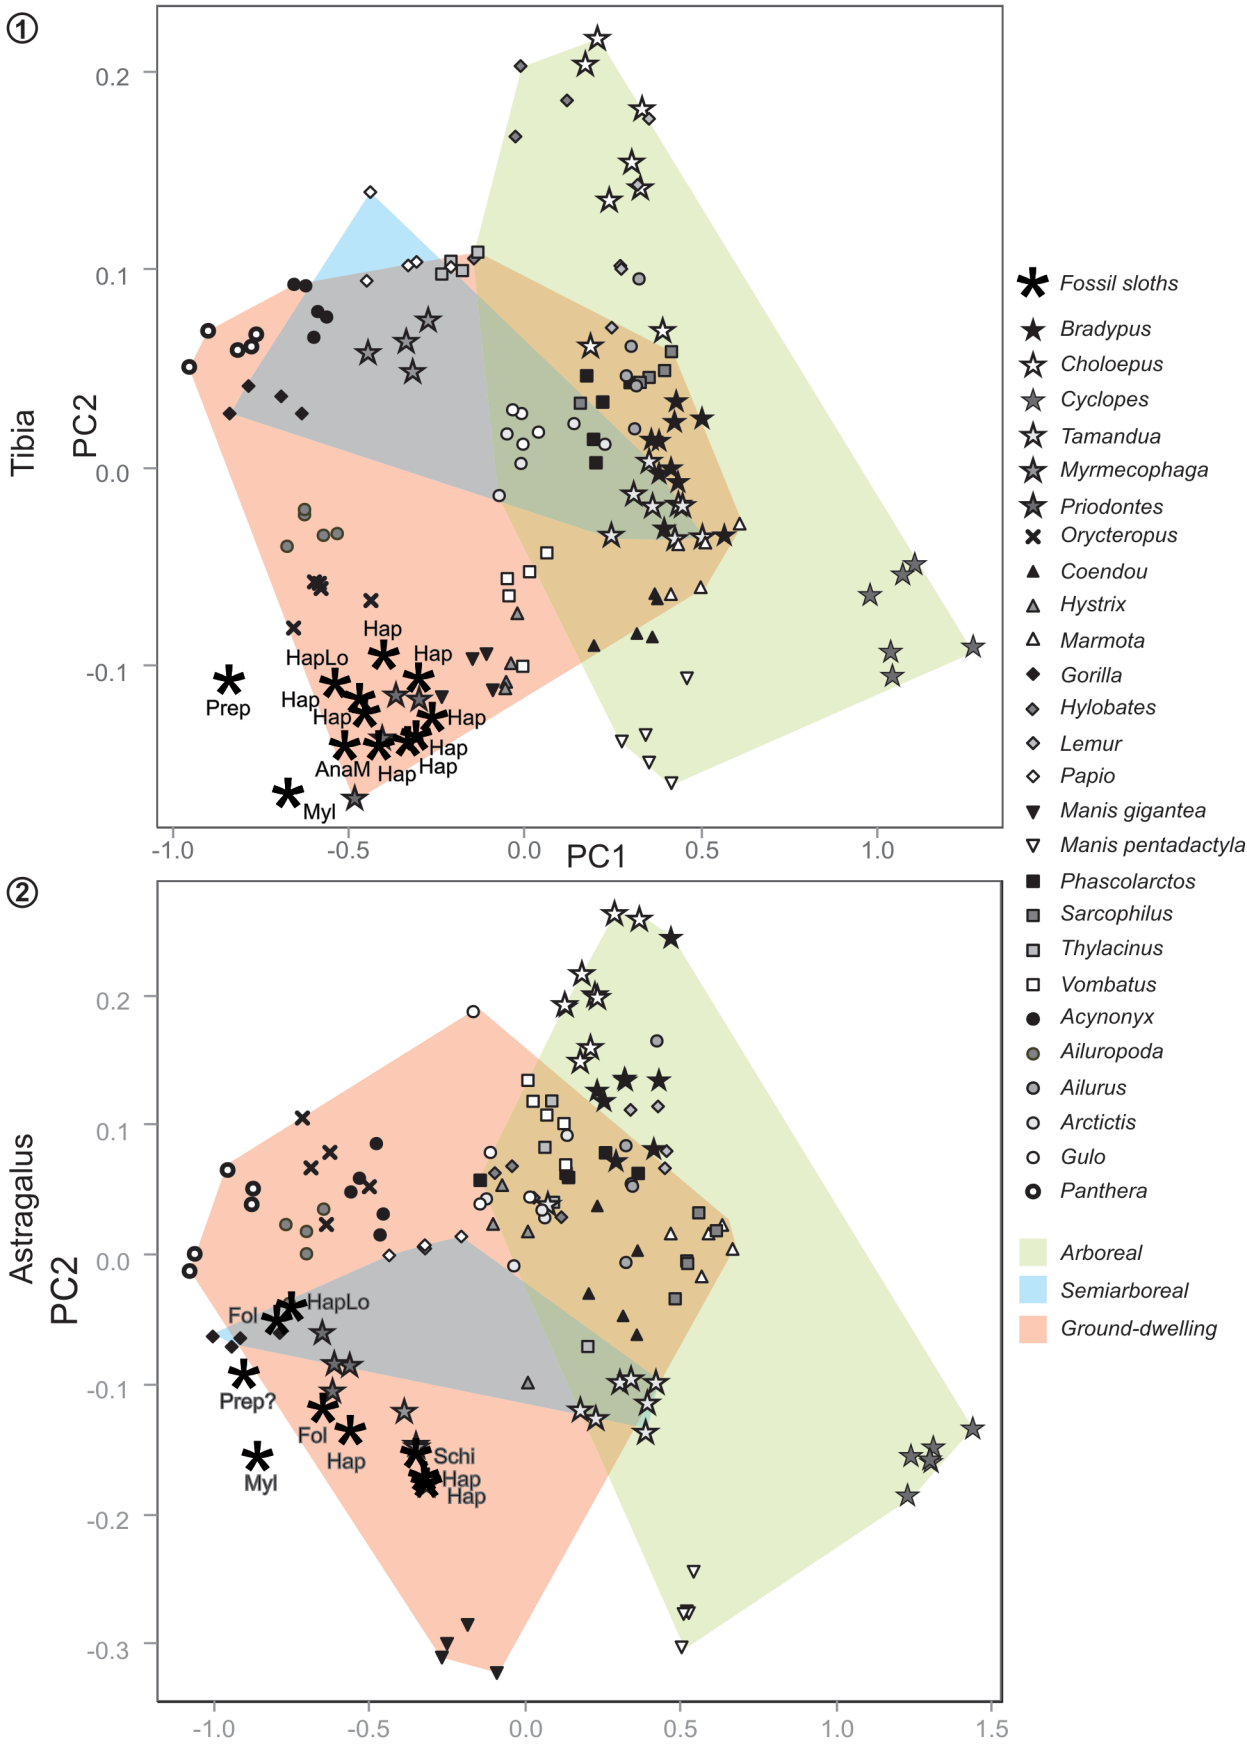 1
0.2
0.1
0.0
-0.1
Tibia
PC2
Hap
HapLo
Hap
Prep
Hap
Hap
Hap
Hap
AnaM
Hap
Hap
Myl
-1.0
-0.5
0.0
0.5
1.0
PC1
2
0.2
0.1
0.0
-0.1
-0.2
-0.3
Astragalus
PC2
Fol
HapLo
Prep?
Fol
Hap
Myl
Schi
Hap
Hap
-1.0
-0.5
0.0
0.5
1.0
1.5
Fossil sloths
Bradypus
Choloepus
Cyclopes
Tamandua
Myrmecophaga
Priodontes
Orycteropus
Coendou
Hystrix
Marmota
Gorilla
Hylobates
Lemur
Papio
Manis gigantea
Manis pentadactyla
Phascolarctos
Sarcophilus
Thylacinus
Vombatus
Acynonyx
Ailuropoda
Ailurus
Arctictis
Gulo
Panthera
Arboreal
Semiarboreal
Ground-dwelling